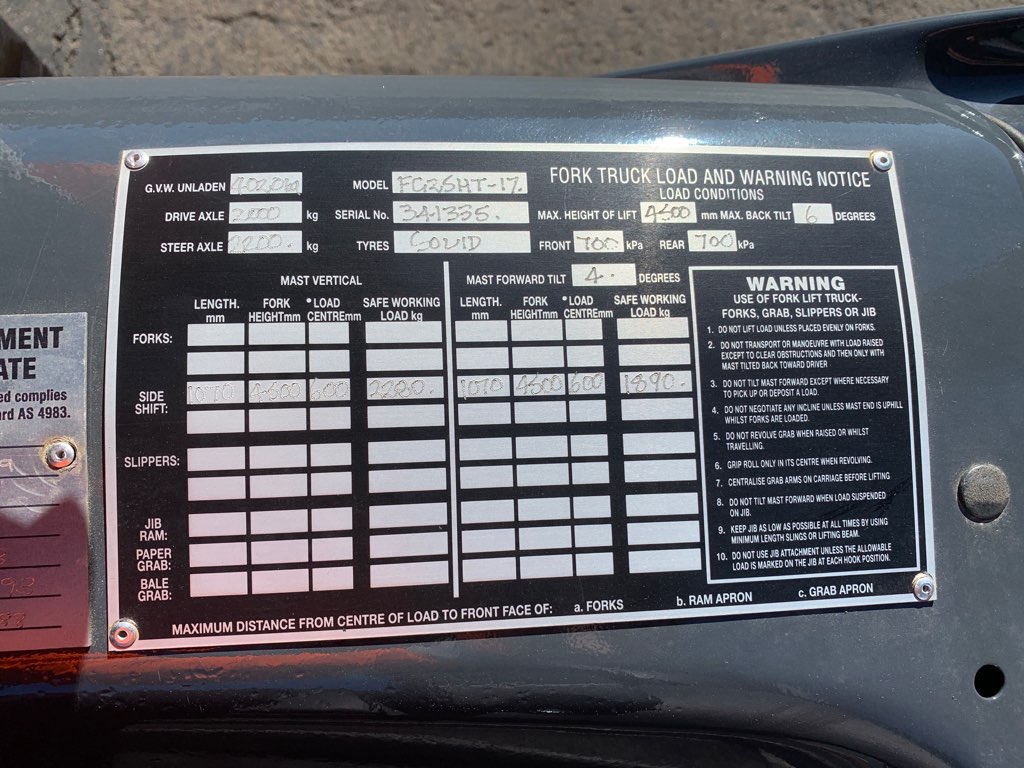 FORK TRUCK LOAD AND WARNING NOTICE
LOAD CONDITIONS
G.V.W. UNLADEN MODEL FG25HT-17.
DRIVE AXLE kg SERIAL No. 341335. MAX. HEIGHT OF LIFT 4500 mm MAX. BACK TILT 6 DEGREES
STEER AXLE 2200. kg TYRES SOLID FRONT 700 kPa REAR 700 kPa
MAST VERTICAL
MAST FORWARD TILT 4. DEGREES
LENGTH. mm FORK HEIGHTmm •LOAD CENTREmm SAFE WORKING LOAD kg LENGTH. mm FORK HEIGHTmm •LOAD CENTREmm SAFE WORKING LOAD kg
FORKS:
SIDE SHIFT: 1070 4500 600 2280. 1070 4500 600 1890.
SLIPPERS:
JIB RAM:
PAPER GRAB:
BALE GRAB:
MAXIMUM DISTANCE FROM CENTRE OF LOAD TO FRONT FACE OF: a. FORKS b. RAM APRON c. GRAB APRON
WARNING
USE OF FORK LIFT TRUCK-
FORKS, GRAB, SLIPPERS OR JIB
1. DO NOT LIFT LOAD UNLESS PLACED EVENLY ON FORKS.
2. DO NOT TRANSPORT OR MANOEUVRE WITH LOAD RAISED
EXCEPT TO CLEAR OBSTRUCTIONS AND THEN ONLY WITH
MAST TILTED BACK TOWARD DRIVER
3. DO NOT TILT MAST FORWARD EXCEPT WHERE NECESSARY
TO PICK UP OR DEPOSIT A LOAD.
4. DO NOT NEGOTIATE ANY INCLINE UNLESS MAST END IS UPHILL
WHILST FORKS ARE LOADED.
5. DO NOT REVOLVE GRAB WHEN RAISED OR WHILST
TRAVELLING.
6. GRIP ROLL ONLY IN ITS CENTRE WHEN REVOLVING.
7. CENTRALISE GRAB ARMS ON CARRIAGE BEFORE LIFTING
8. DO NOT TILT MAST FORWARD WHEN LOAD SUSPENDED
ON JIB.
9. KEEP JIB AS LOW AS POSSIBLE AT ALL TIMES BY USING
MINIMUM LENGTH SLINGS OR LIFTING BEAM.
10. DO NOT USE JIB ATTACHMENT UNLESS THE ALLOWABLE
LOAD IS MARKED ON THE JIB AT EACH HOOK POSITION.
MENT
ATE
ed complies
rd AS 4983.